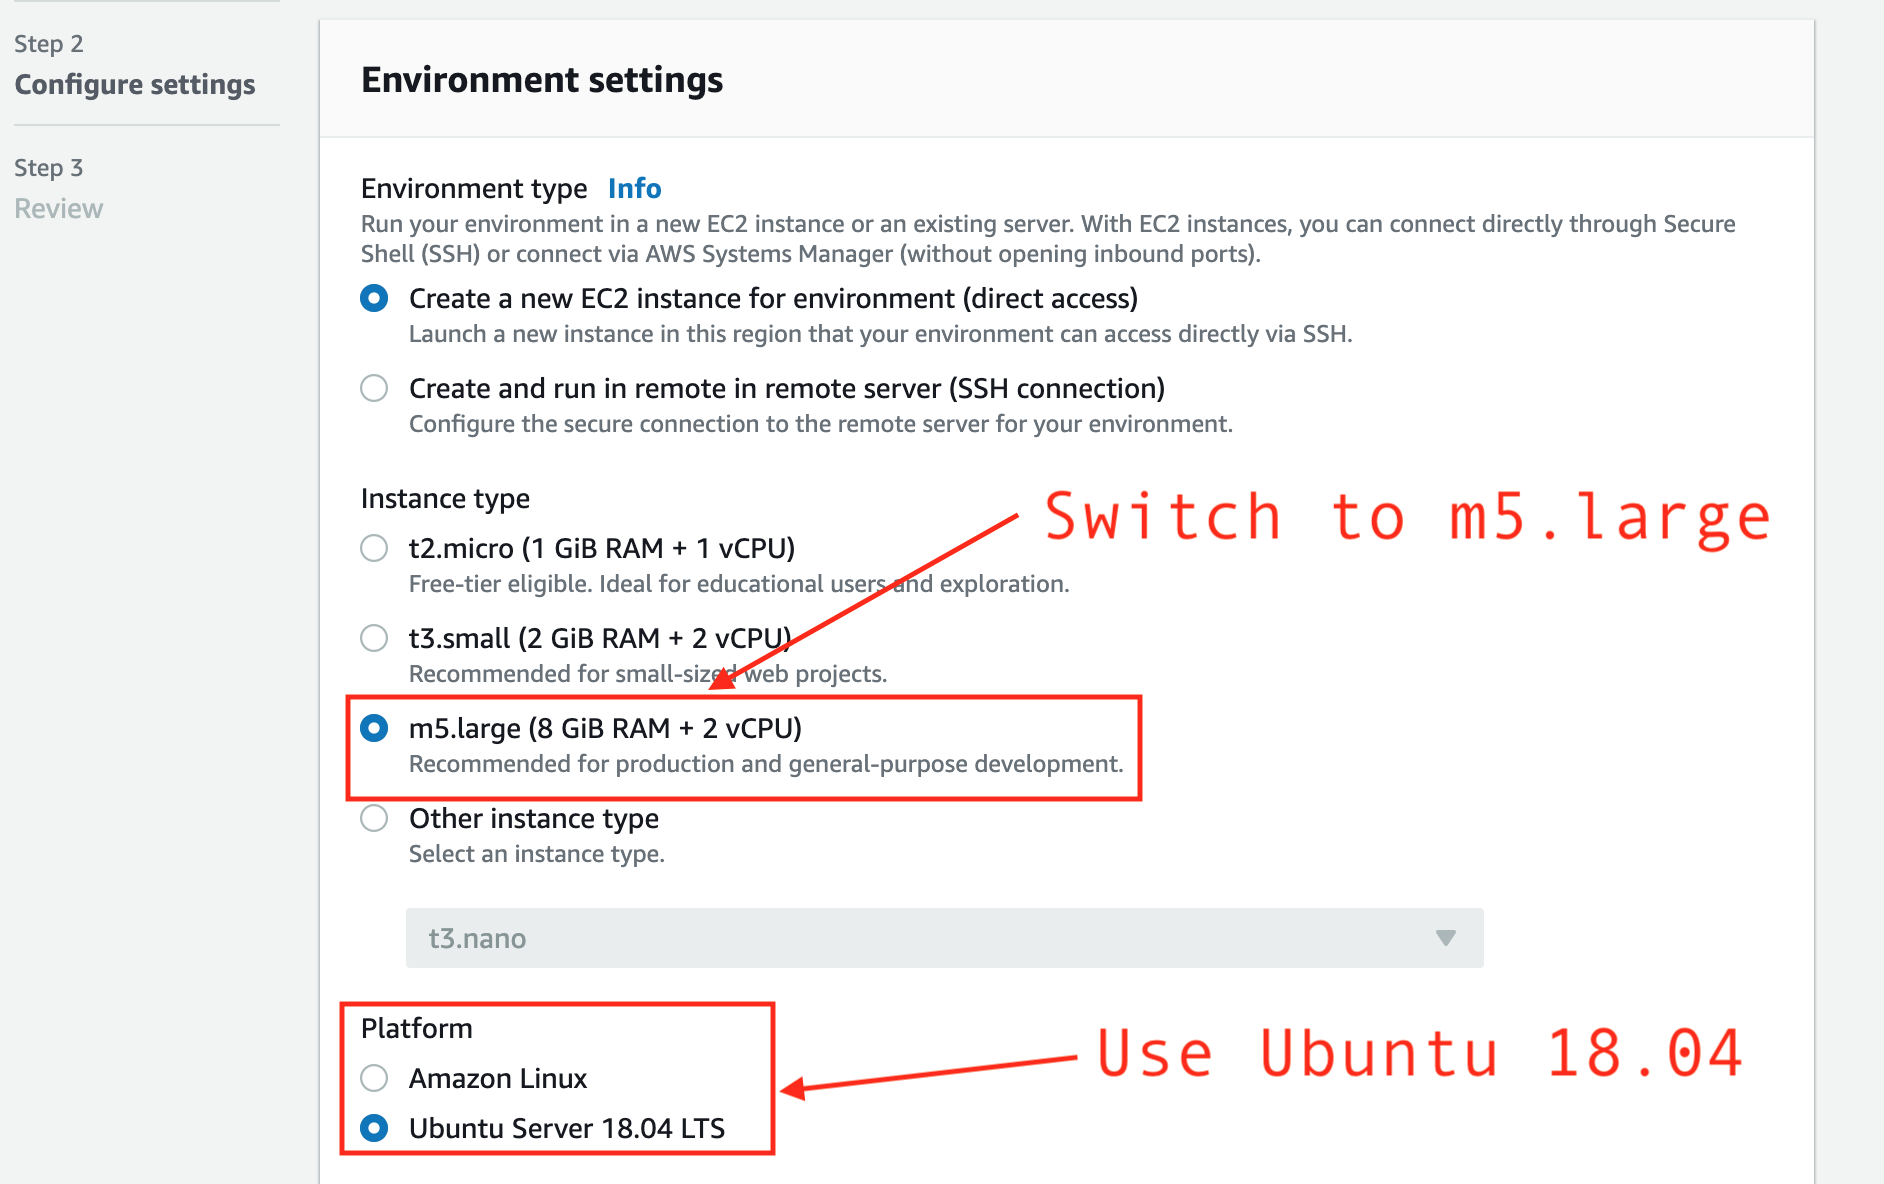 Step 2
Configure settings
Step 3
Review
Environment settings
Environment type Info
Run your environment in a new EC2 instance or an existing server. With EC2 instances, you can connect directly through Secure
Shell (SSH) or connect via AWS Systems Manager (without opening inbound ports).
Create a new EC2 instance for environment (direct access)
Launch a new instance in this region that your environment can access directly via SSH.
Create and run in remote in remote server (SSH connection)
Configure the secure connection to the remote server for your environment.
Instance type
Switch to m5.large
t2.micro (1 GiB RAM + 1 vCPU)
Free-tier eligible. Ideal for educational users and exploration.
t3.small (2 GiB RAM + 2 vCPU)
Recommended for small-sized web projects.
m5.large (8 GiB RAM + 2 vCPU)
Recommended for production and general-purpose development.
Other instance type
Select an instance type.
t3.nano
Platform
Use Ubuntu 18.04
Amazon Linux
Ubuntu Server 18.04 LTS